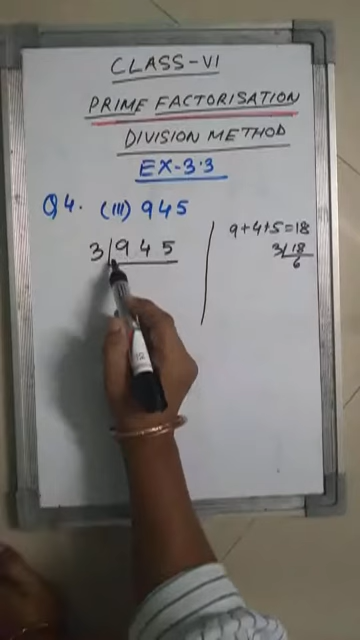 CLASS-VI
PRIME FACTORISATION
DIVISION METHOD
EX-3.3
Q4. (III) 945
3|945
9+4+5=18
3|18
6